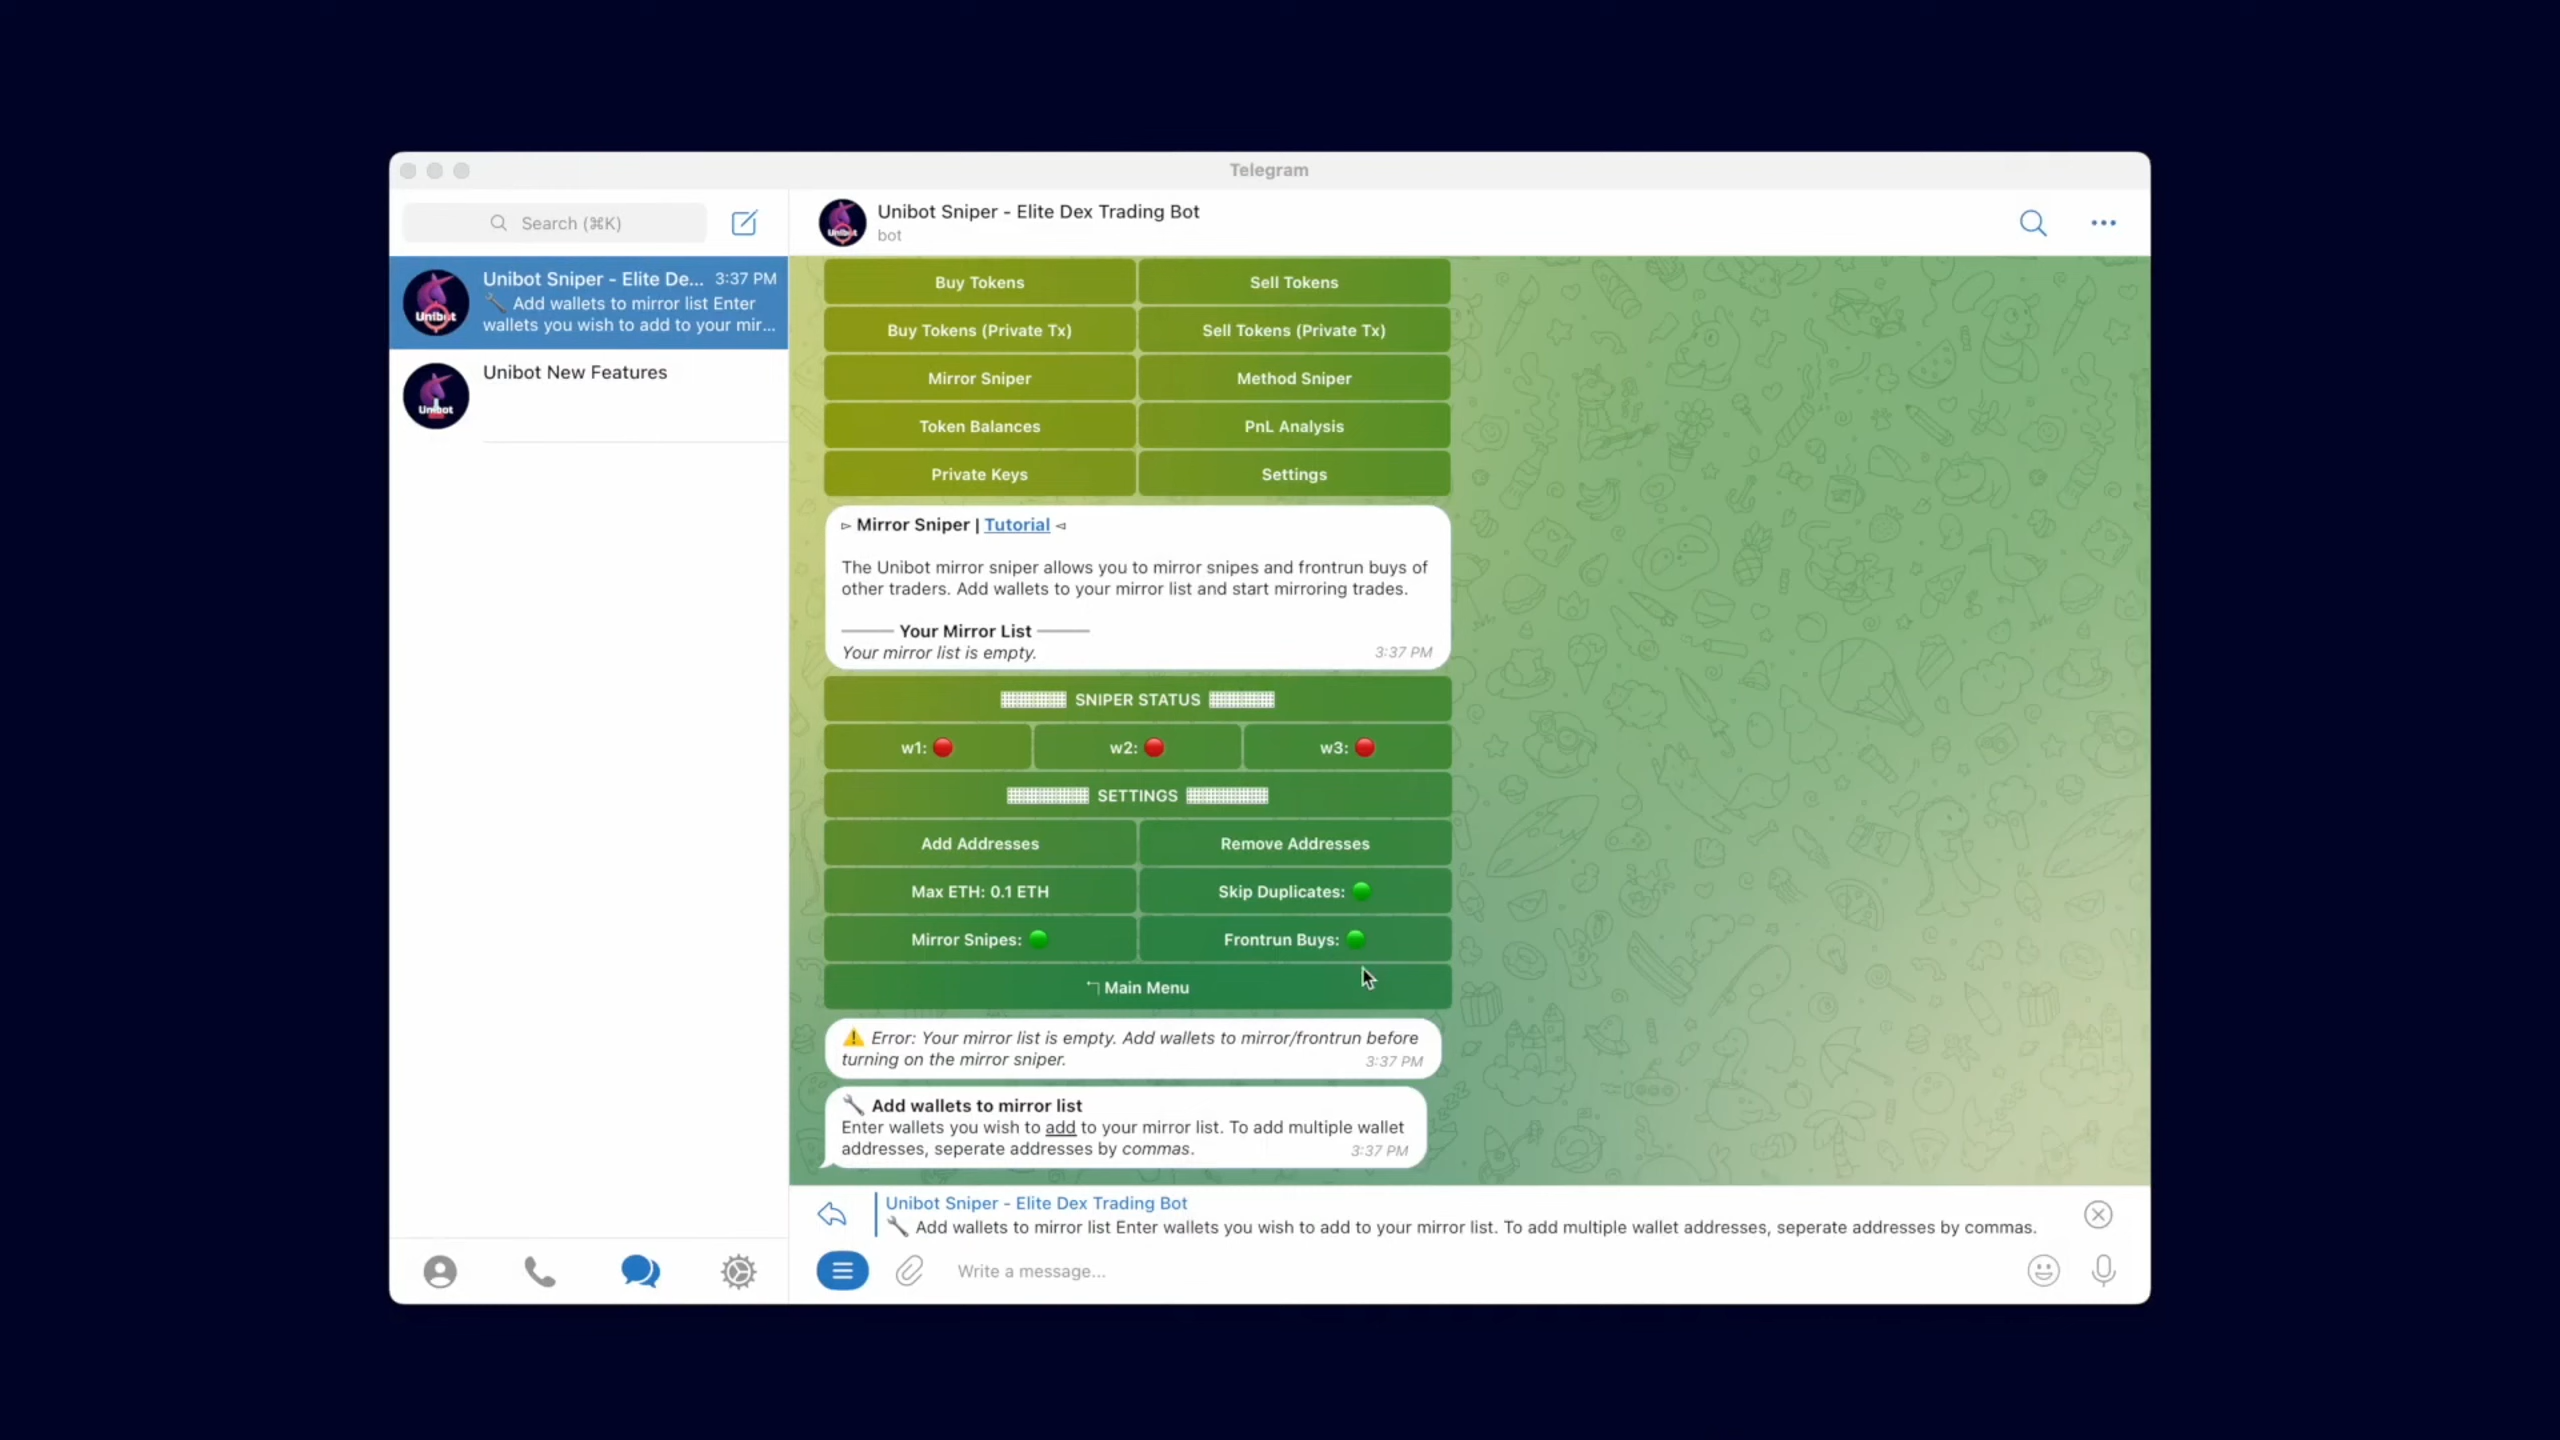 Telegram
Search (⌘K)
Unibot Sniper - Elite De... 3:37 PM
🔧 Add wallets to mirror list Enter
wallets you wish to add to your mir...
Unibot
Unibot New Features
Unibot
Unibot Sniper - Elite Dex Trading Bot
bot
Unibot
Buy Tokens
Sell Tokens
Buy Tokens (Private Tx)
Sell Tokens (Private Tx)
Mirror Sniper
Method Sniper
Token Balances
PnL Analysis
Private Keys
Settings
▻ Mirror Sniper | Tutorial ◅
The Unibot mirror sniper allows you to mirror snipes and frontrun buys of
other traders. Add wallets to your mirror list and start mirroring trades.
——— Your Mirror List ———
Your mirror list is empty.
3:37 PM
▦▦▦▦ SNIPER STATUS ▦▦▦▦
w1: 🔴
w2: 🔴
w3: 🔴
▦▦▦▦▦ SETTINGS ▦▦▦▦▦
Add Addresses
Remove Addresses
Max ETH: 0.1 ETH
Skip Duplicates: 🟢
Mirror Snipes: 🟢
Frontrun Buys: 🟢
⮢ Main Menu
⚠️ Error: Your mirror list is empty. Add wallets to mirror/frontrun before
turning on the mirror sniper.
3:37 PM
🔧 Add wallets to mirror list
Enter wallets you wish to add to your mirror list. To add multiple wallet
addresses, seperate addresses by commas.
3:37 PM
Unibot Sniper - Elite Dex Trading Bot
🔧 Add wallets to mirror list Enter wallets you wish to add to your mirror list. To add multiple wallet addresses, seperate addresses by commas.
Write a message...